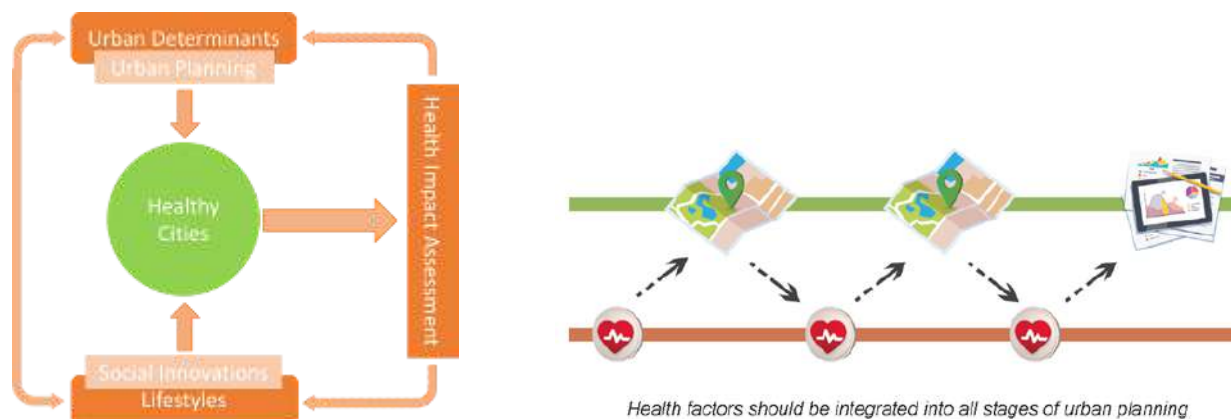 Urban Determinants
Urban Planning
Healthy
Cities
Health Impact Assessment
Social Innovations
Lifestyles
Health factors should be integrated into all stages of urban planning